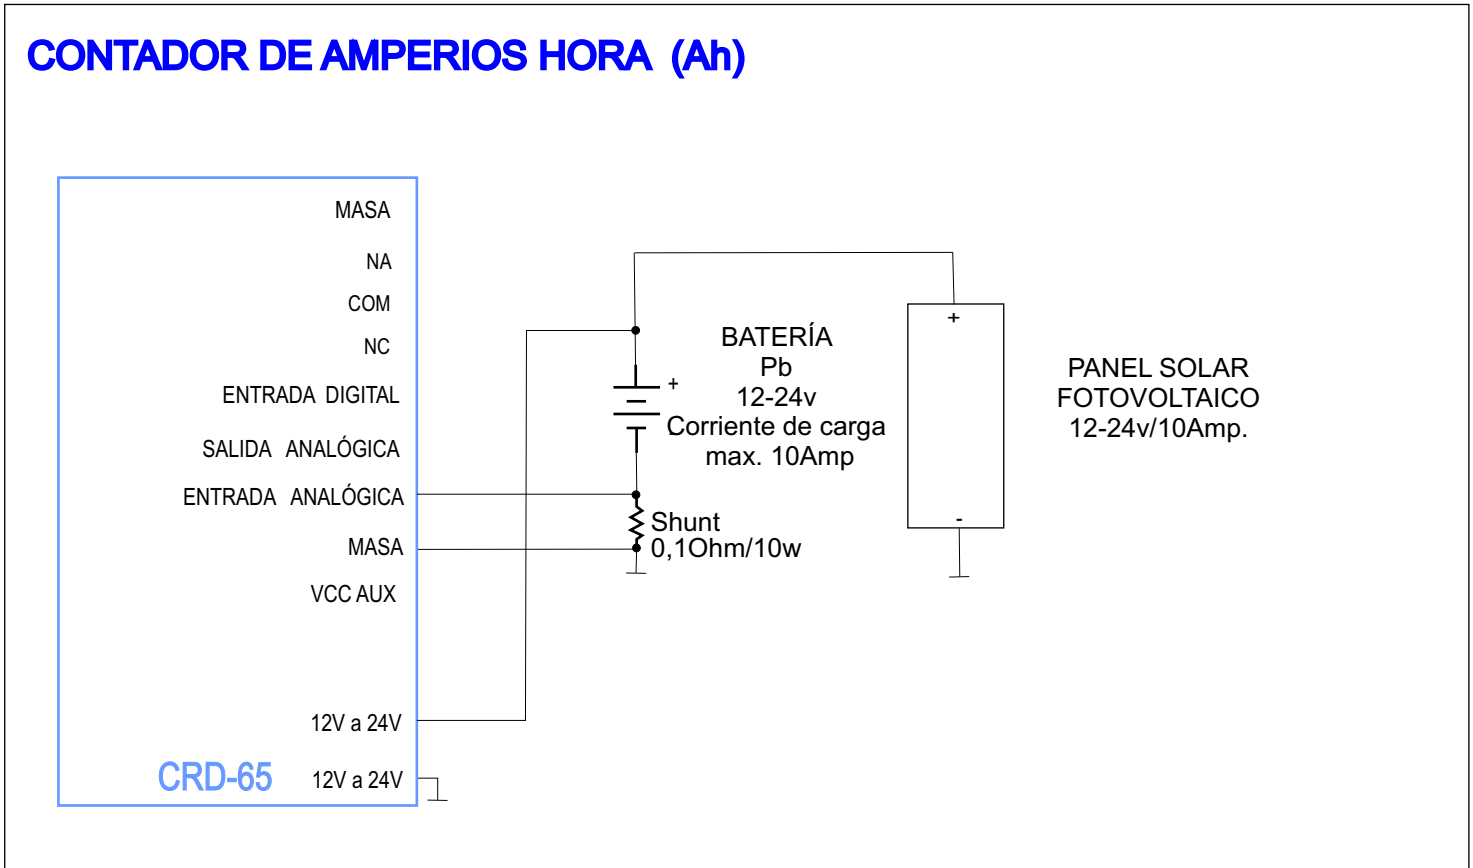 CONTADOR DE AMPERIOS HORA (Ah)
MASA
NA
COM
NC
ENTRADA DIGITAL
SALIDA ANALÓGICA
ENTRADA ANALÓGICA
MASA
VCC AUX
12V a 24V
CRD-65
12V a 24V
+
BATERÍA
Pb
12-24v
Corriente de carga
max. 10Amp
Shunt
0,1Ohm/10w
+
-
PANEL SOLAR
FOTOVOLTAICO
12-24v/10Amp.